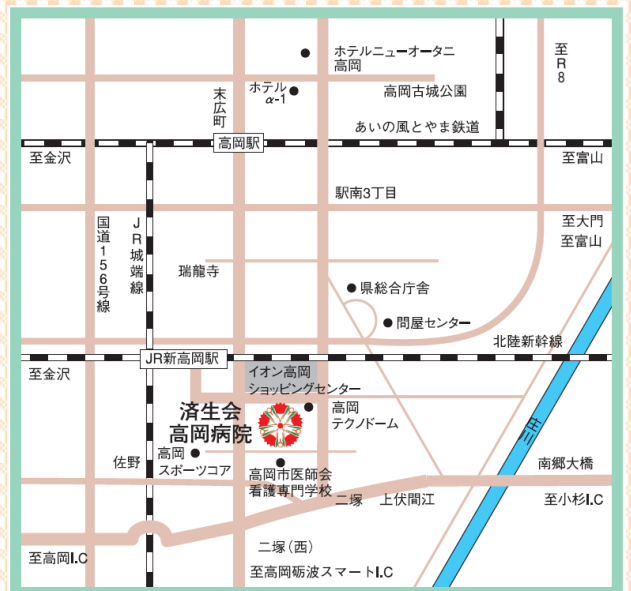 ホテルニューオータニ
高岡
至R8
ホテル
α-1
高岡古城公園
末広町
あいの風とやま鉄道
高岡駅
至金沢
至富山
駅南3丁目
国道156号線
JR城端線
至大門
至富山
瑞龍寺
県総合庁舎
問屋センター
北陸新幹線
JR新高岡駅
至金沢
イオン高岡
ショッピングセンター
済生会
高岡病院
高岡
テクノドーム
庄川
佐野
高岡
スポーツコア
高岡市医師会
看護専門学校
南郷大橋
二塚
上伏間江
至小杉I.C
二塚(西)
至高岡I.C
至高岡砺波スマートI.C